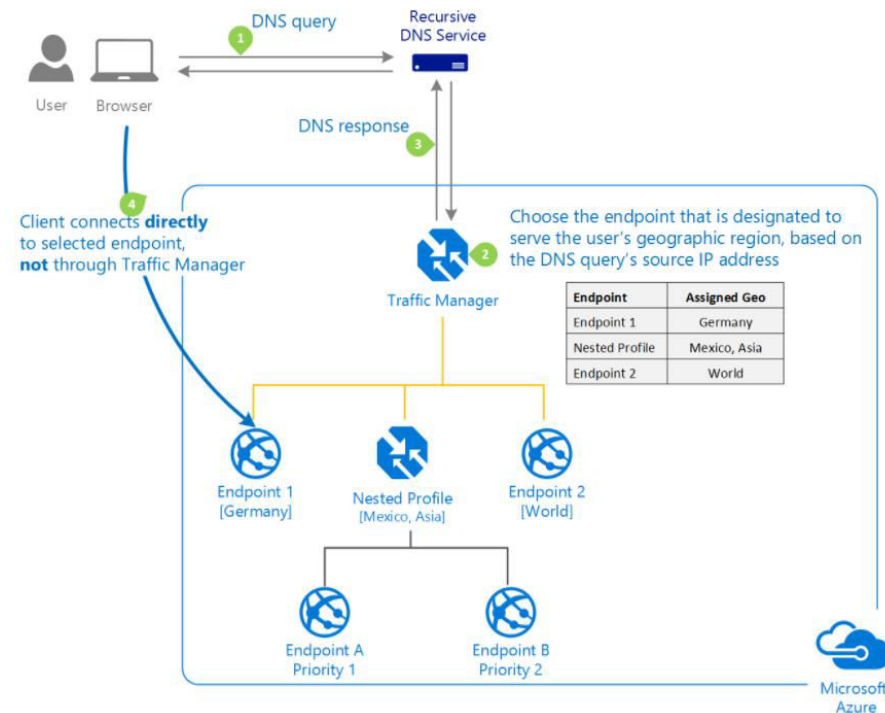 DNS query
1
Recursive
DNS Service
User
Browser
DNS response
3
4
Client connects directly
to selected endpoint,
not through Traffic Manager
Choose the endpoint that is designated to
serve the user's geographic region, based on
the DNS query's source IP address
2
Traffic Manager
Endpoint Assigned Geo
Endpoint 1 Germany
Nested Profile Mexico, Asia
Endpoint 2 World
Endpoint 1
[Germany]
Nested Profile
[Mexico, Asia]
Endpoint 2
[World]
Endpoint A
Priority 1
Endpoint B
Priority 2
Microsoft
Azure